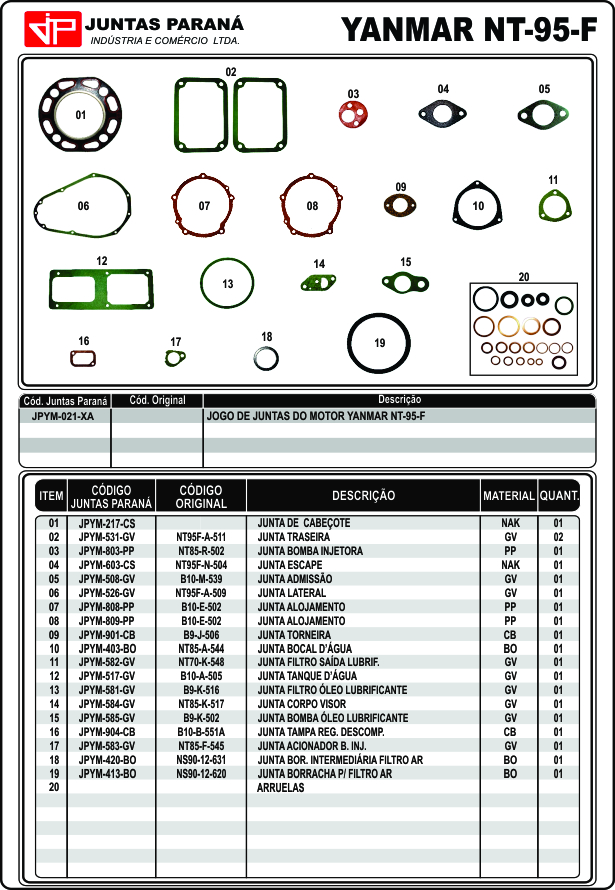 JP JUNTAS PARANÁ
INDÚSTRIA E COMÉRCIO LTDA.
YANMAR NT-95-F
01
02
03
04
05
06
07
08
09
10
11
12
13
14
15
16
17
18
19
20
Cód. Juntas Paraná Cód. Original Descrição
JPYM-021-XA JOGO DE JUNTAS DO MOTOR YANMAR NT-95-F
ITEM CÓDIGO JUNTAS PARANÁ CÓDIGO ORIGINAL DESCRIÇÃO MATERIAL QUANT.
01 JPYM-217-CS JUNTA DE CABEÇOTE NAK 01
02 JPYM-531-GV NT95F-A-511 JUNTA TRASEIRA GV 02
03 JPYM-803-PP NT85-R-502 JUNTA BOMBA INJETORA PP 01
04 JPYM-603-CS NT95F-N-504 JUNTA ESCAPE NAK 01
05 JPYM-508-GV B10-M-539 JUNTA ADMISSÃO GV 01
06 JPYM-526-GV NT95F-A-509 JUNTA LATERAL GV 01
07 JPYM-808-PP B10-E-502 JUNTA ALOJAMENTO PP 01
08 JPYM-809-PP B10-E-502 JUNTA ALOJAMENTO PP 01
09 JPYM-901-CB B9-J-506 JUNTA TORNEIRA CB 01
10 JPYM-403-BO NT85-A-544 JUNTA BOCAL D'ÁGUA BO 01
11 JPYM-582-GV NT70-K-548 JUNTA FILTRO SAÍDA LUBRIF. GV 01
12 JPYM-517-GV B10-A-505 JUNTA TANQUE D'ÁGUA GV 01
13 JPYM-581-GV B9-K-516 JUNTA FILTRO ÓLEO LUBRIFICANTE GV 01
14 JPYM-584-GV NT85-K-517 JUNTA CORPO VISOR GV 01
15 JPYM-585-GV B9-K-502 JUNTA BOMBA ÓLEO LUBRIFICANTE GV 01
16 JPYM-904-CB B10-B-551A JUNTA TAMPA REG. DESCOMP. CB 01
17 JPYM-583-GV NT85-F-545 JUNTA ACIONADOR B. INJ. GV 01
18 JPYM-420-BO NS90-12-631 JUNTA BOR. INTERMEDIÁRIA FILTRO AR BO 01
19 JPYM-413-BO NS90-12-620 JUNTA BORRACHA P/ FILTRO AR BO 01
20 ARRUELAS